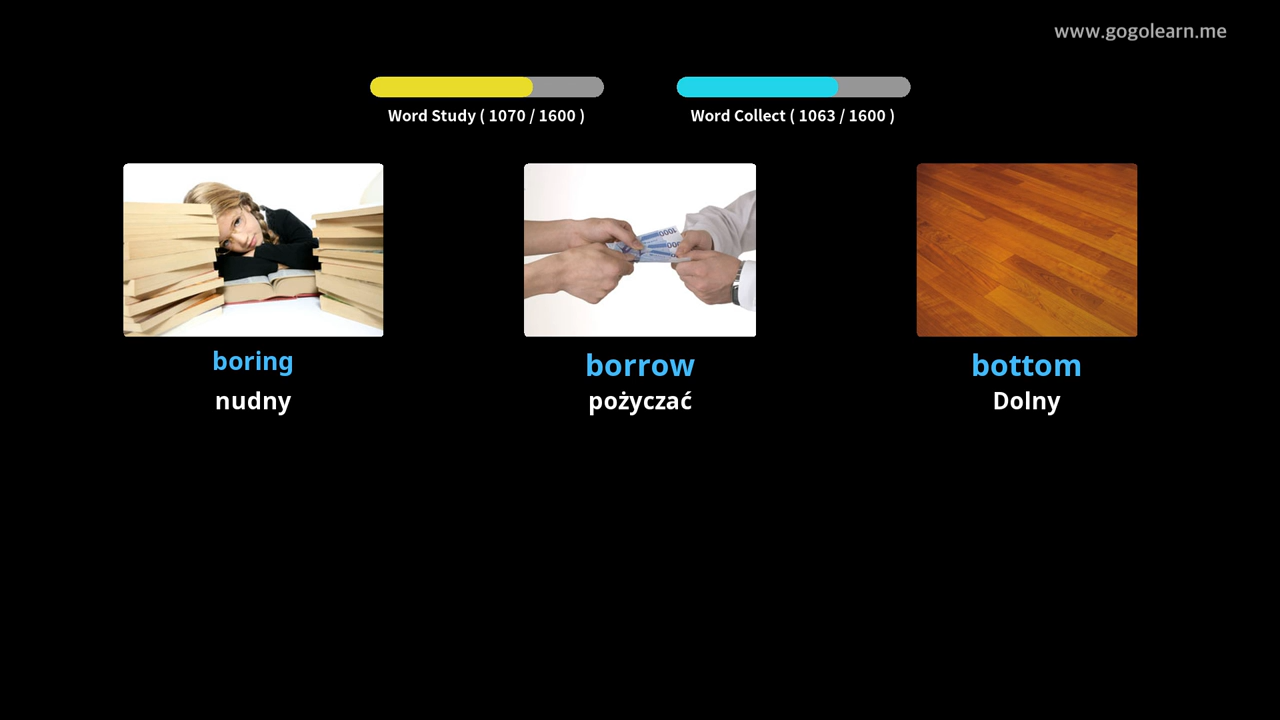 www.gogolearn.me
Word Study ( 1070 / 1600 )
Word Collect ( 1063 / 1600 )
boring
borrow
bottom
nudny
pożyczać
Dolny